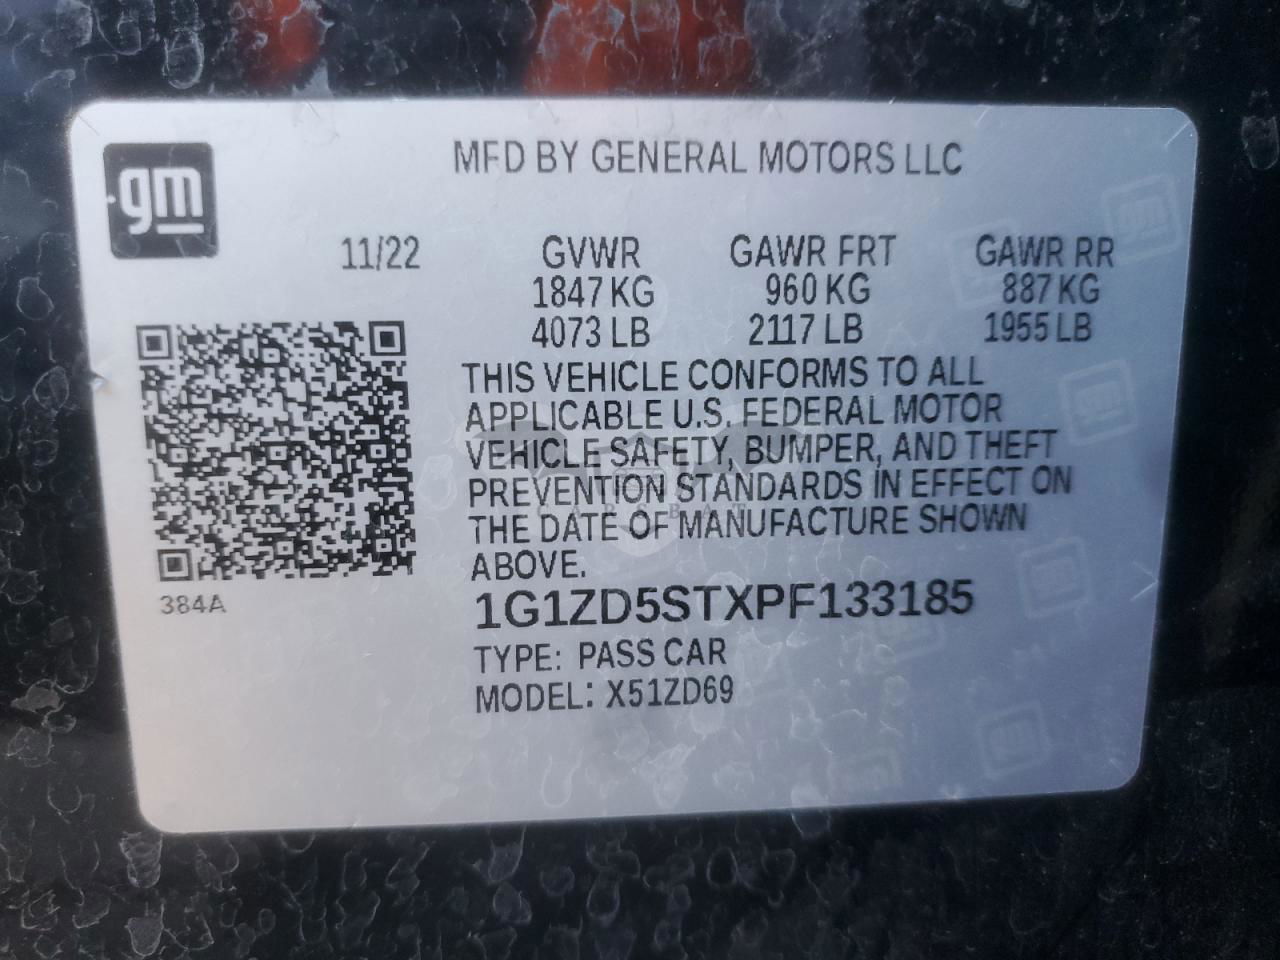 gm
MFD BY GENERAL MOTORS LLC
11/22 GVWR GAWR FRT GAWR RR
1847 KG 960 KG 887 KG
4073 LB 2117 LB 1955 LB
THIS VEHICLE CONFORMS TO ALL
APPLICABLE U.S. FEDERAL MOTOR
VEHICLE SAFETY, BUMPER, AND THEFT
PREVENTION STANDARDS IN EFFECT ON
THE DATE OF MANUFACTURE SHOWN
ABOVE.
384A
1G1ZD5STXPF133185
TYPE: PASS CAR
MODEL: X51ZD69
CARSBAT